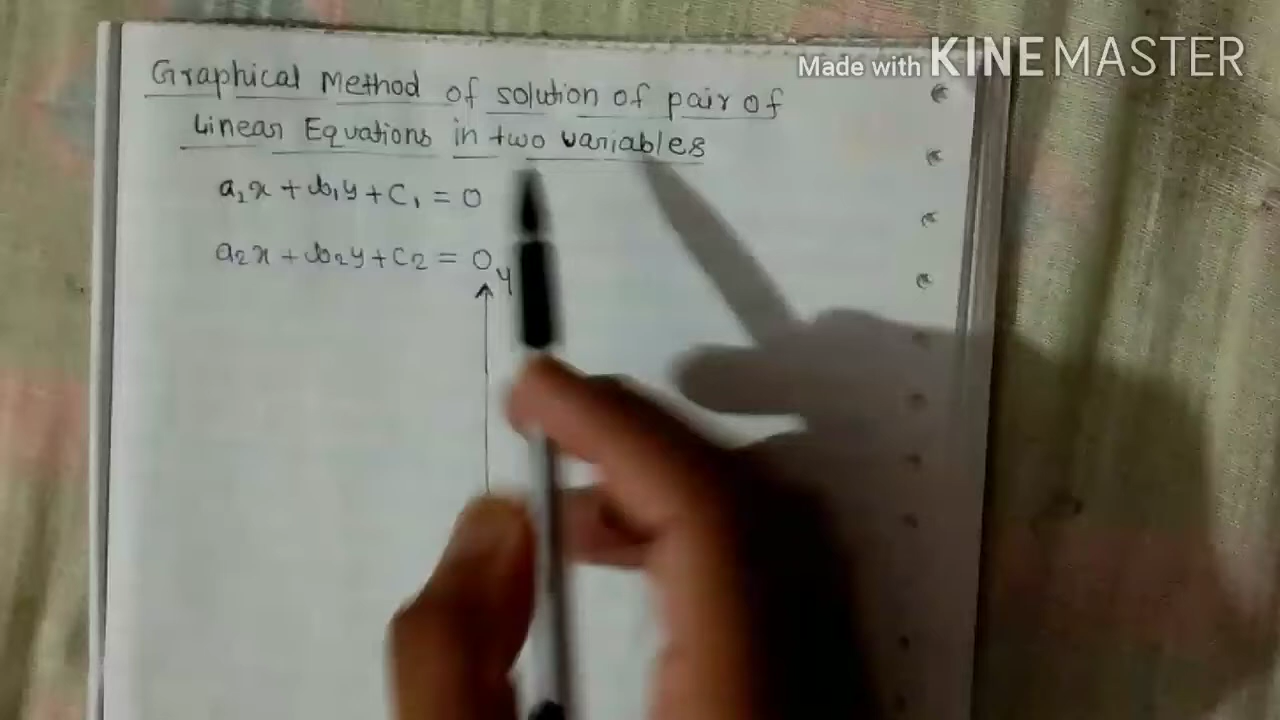 Made with KINEMASTER
Graphical Method of solution of pair of
Linear Equations in two variables
a₁x + b₁y + C₁ = 0
a₂x + b₂y + C₂ = 0
y